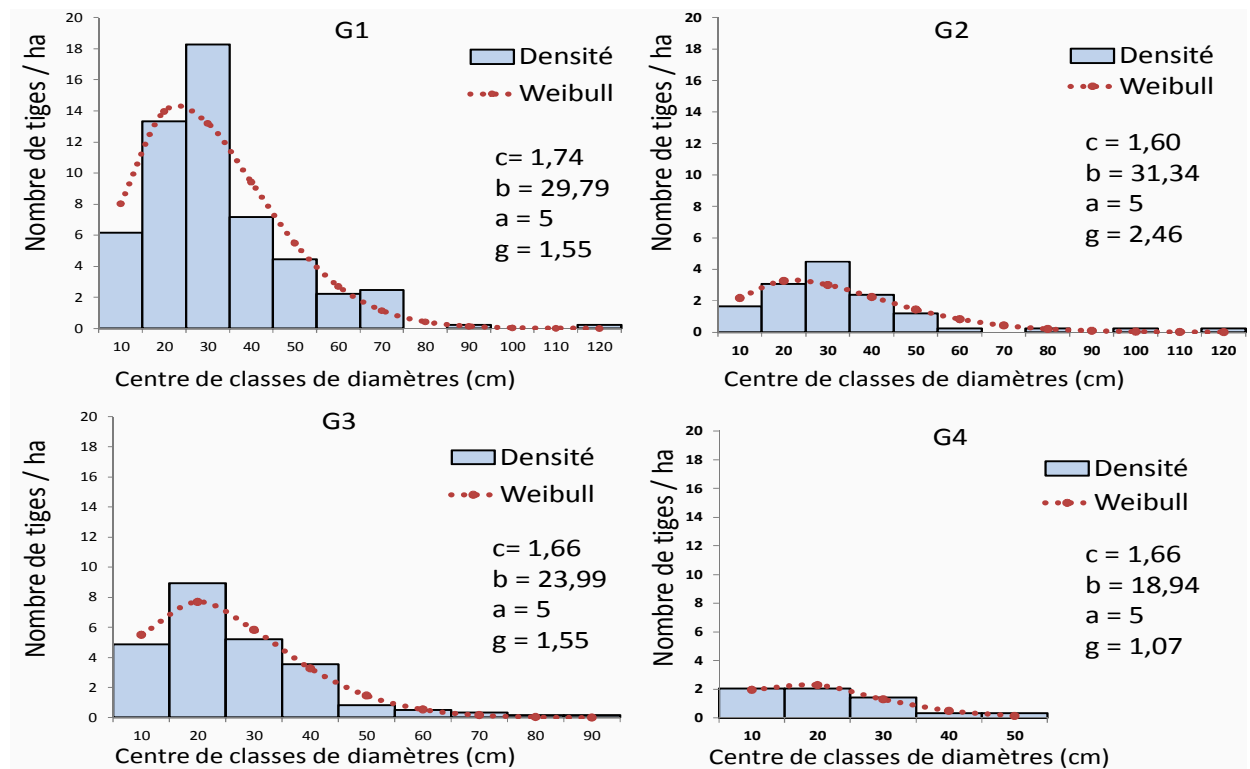 G1
Nombre de tiges / ha
20
18
16
14
12
10
8
6
4
2
0
Densité
Weibull
c= 1,74
b = 29,79
a = 5
g = 1,55
10 20 30 40 50 60 70 80 90 100 110 120
Centre de classes de diamètres (cm)
G2
Nombre de tiges / ha
20
18
16
14
12
10
8
6
4
2
0
Densité
Weibull
c = 1,60
b = 31,34
a = 5
g = 2,46
10 20 30 40 50 60 70 80 90 100 110 120
Centre de classes de diamètres (cm)
G3
Nombre de tiges / ha
20
18
16
14
12
10
8
6
4
2
0
Densité
Weibull
c= 1,66
b = 23,99
a = 5
g = 1,55
10 20 30 40 50 60 70 80 90
Centre de classes de diamètres (cm)
G4
Nombre de tiges / ha
20
18
16
14
12
10
8
6
4
2
0
Densité
Weibull
c = 1,66
b = 18,94
a = 5
g = 1,07
10 20 30 40 50
Centre de classes de diamètres (cm)